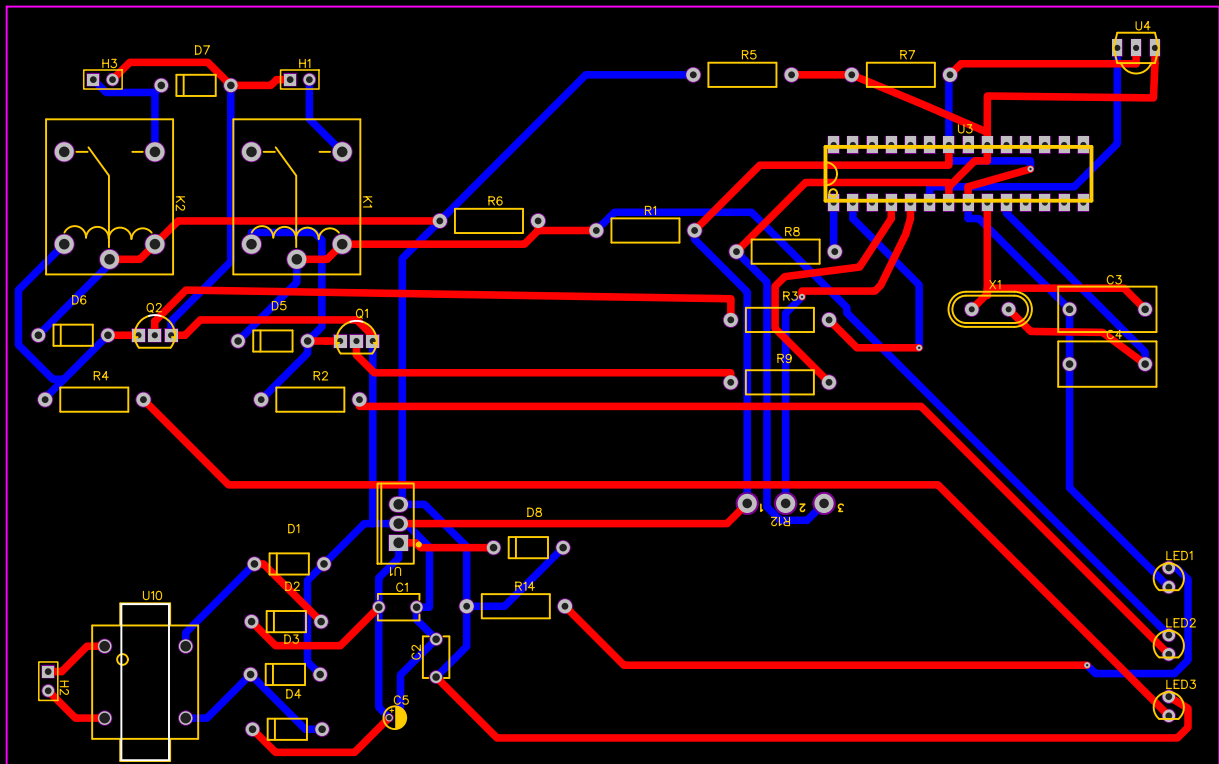 U4
D7
R5
R7
H3
H1
U3
K2
K1
R6
R1
R8
D6
Q2
D5
Q1
R3
X1
C3
C4
R9
R4
R2
1
2
3
R12
D8
D1
U1
D2
C1
R14
U10
D3
C2
H2
D4
C5
LED1
LED2
LED3